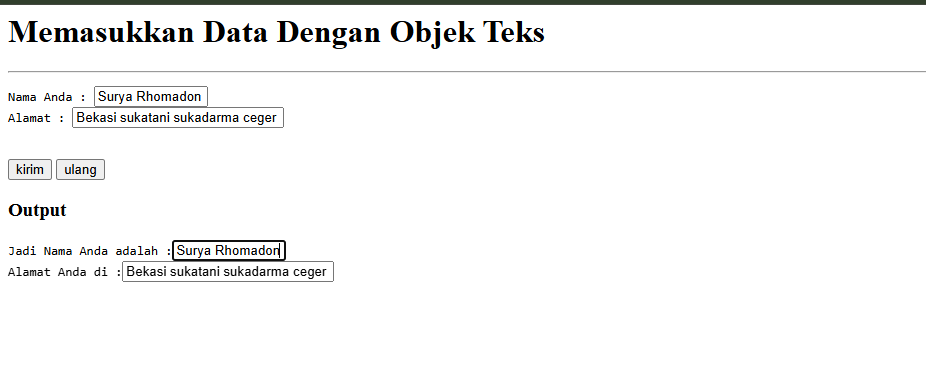 Memasukkan Data Dengan Objek Teks
Nama Anda : Surya Rhomadon
Alamat : Bekasi sukatani sukadarma ceger
kirim ulang
Output
Jadi Nama Anda adalah :Surya Rhomadon
Alamat Anda di :Bekasi sukatani sukadarma ceger